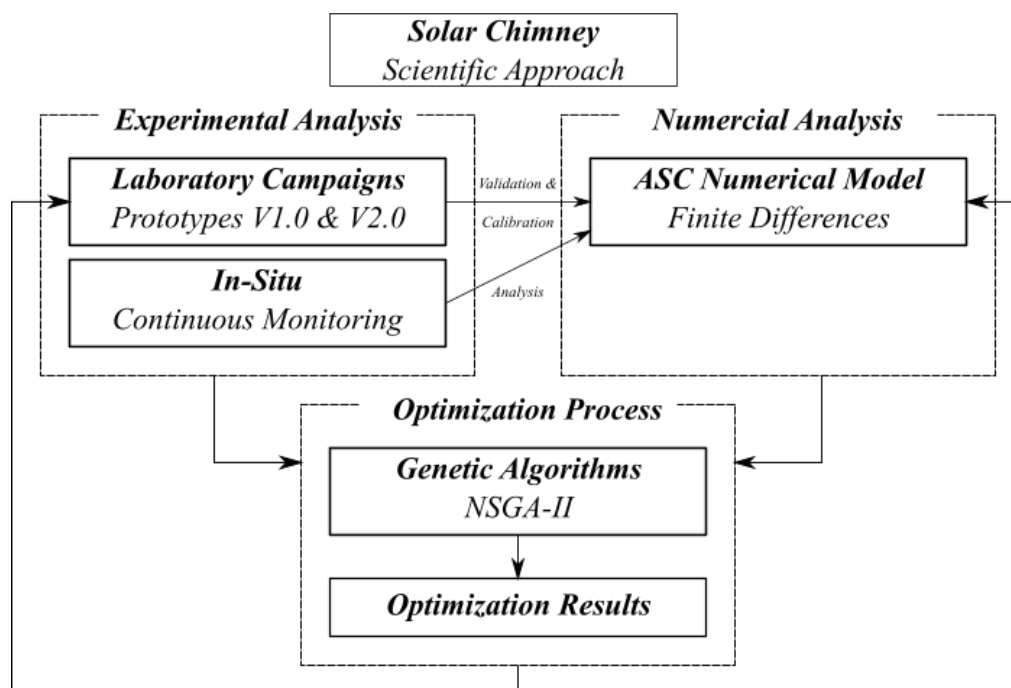 Solar Chimney
Scientific Approach
Experimental Analysis
Laboratory Campaigns
Prototypes V1.0 & V2.0
In-Situ
Continuous Monitoring
Validation &
Calibration
Analysis
Numercial Analysis
ASC Numerical Model
Finite Differences
Optimization Process
Genetic Algorithms
NSGA-II
Optimization Results